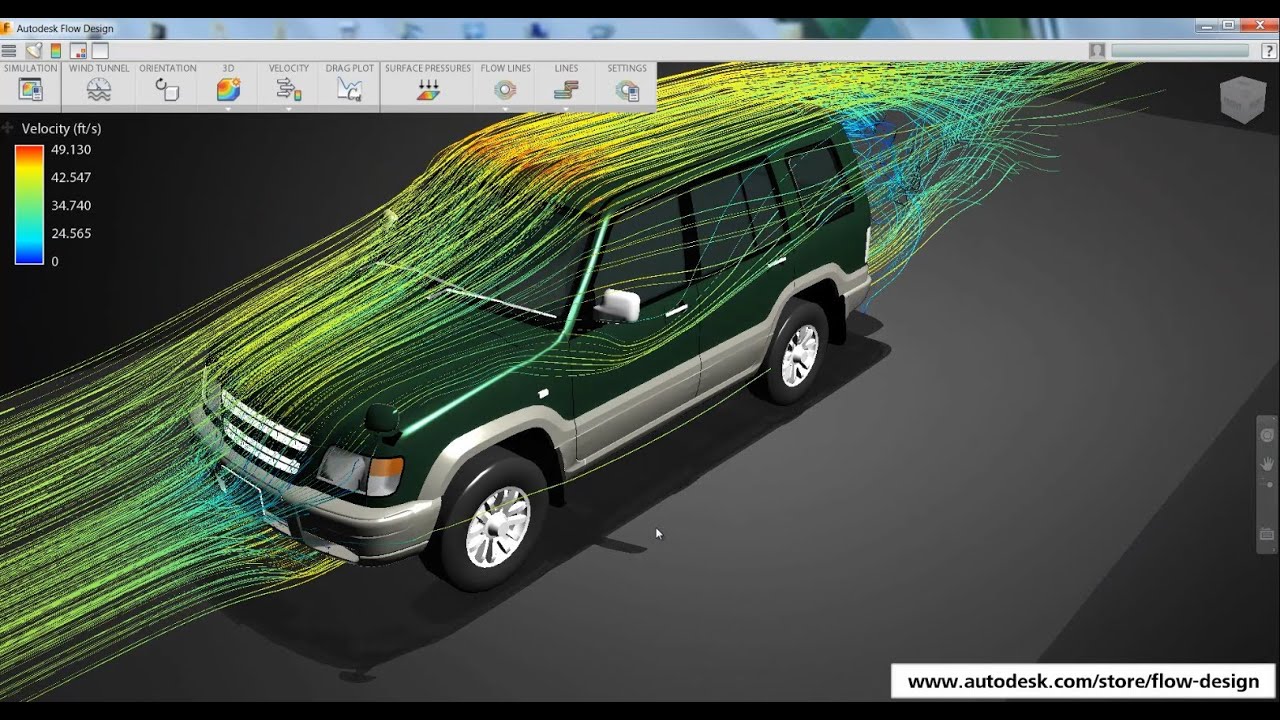 Autodesk Flow Design
SIMULATION WIND TUNNEL ORIENTATION 3D VELOCITY DRAG PLOT SURFACE PRESSURES FLOW LINES LINES SETTINGS
Velocity (ft/s)
49.130
42.547
34.740
24.565
0
www.autodesk.com/store/flow-design